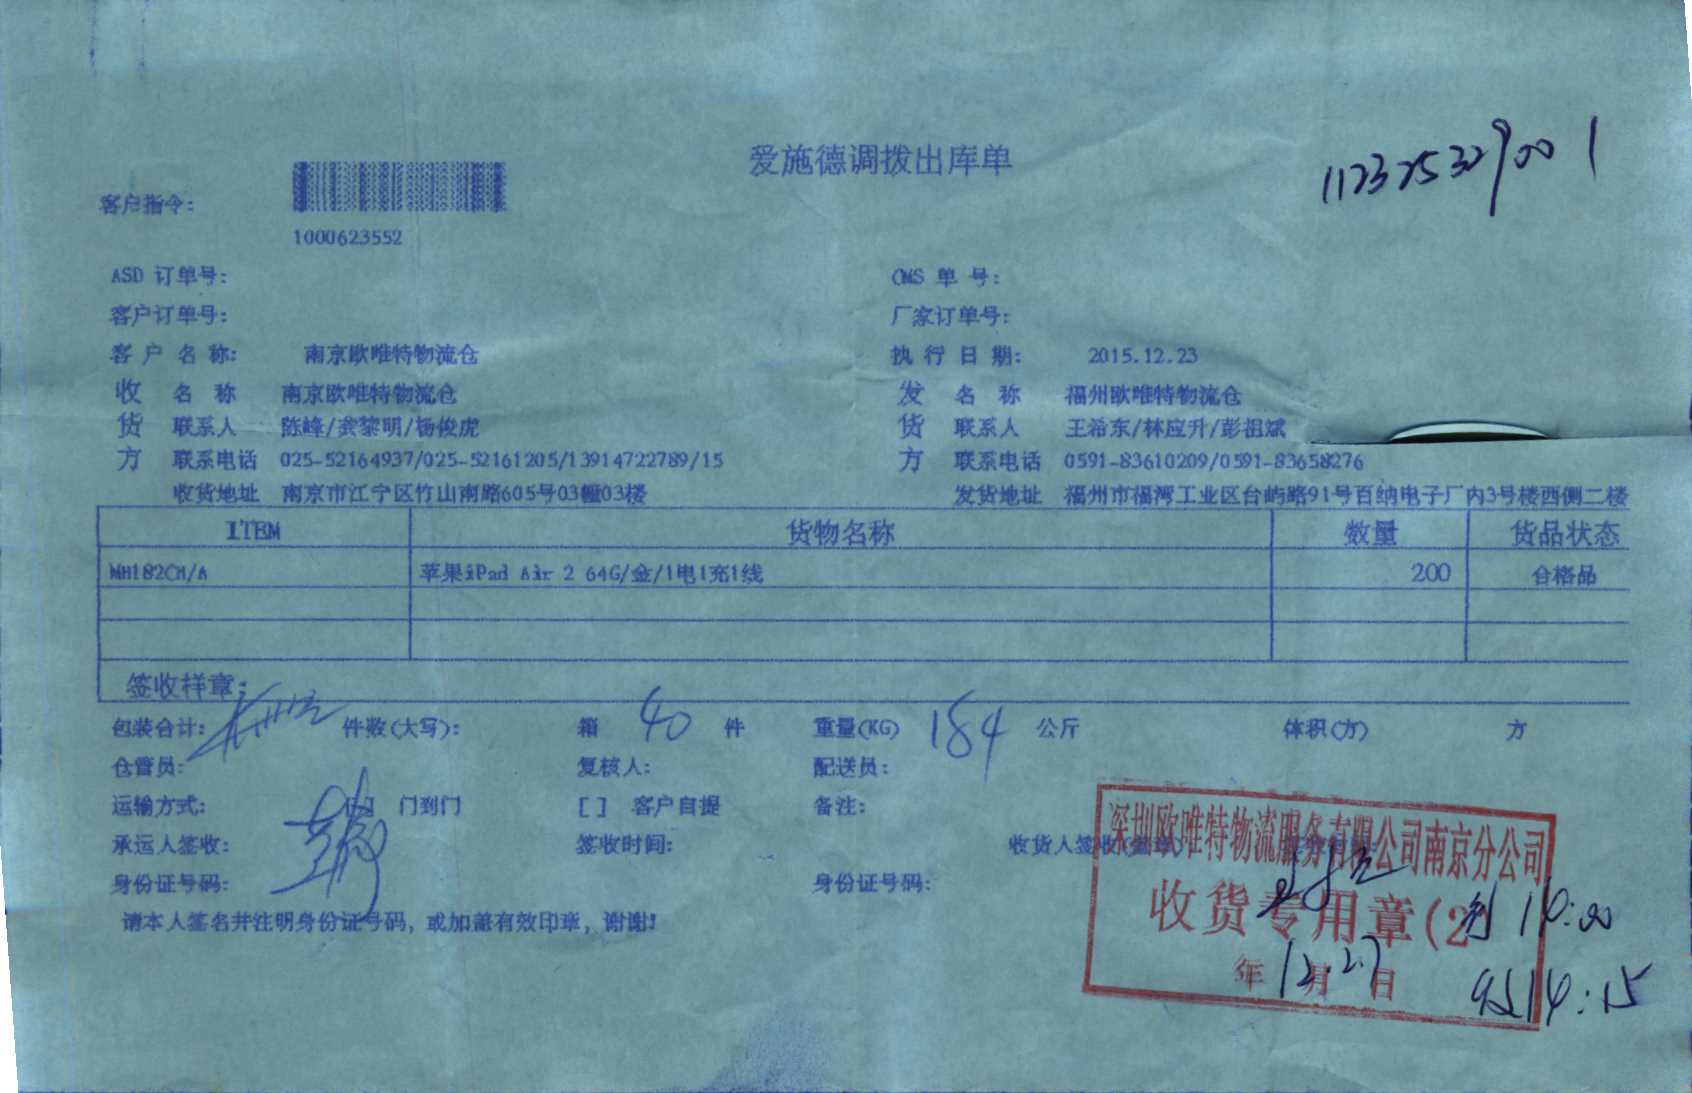 爱施德调拨出库单
11232532900 1
客户指令:
1000623552
ASD 订单号: OMS 单 号:
客户订单号: 厂家订单号:
客 户 名 称: 南京欧唯特物流仓 执 行 日 期: 2015.12.23
收 名 称 南京欧唯特物流仓 发 名 称 福州欧唯特物流仓
货 联系人 陈峰/龚黎明/杨俊虎 货 联系人 王希东/林应升/彭祖斌
方 联系电话 025-52164937/025-52161205/13914722789/15 方 联系电话 0591-83610209/0591-83658276
收货地址 南京市江宁区竹山南路605号03幢03楼 发货地址 福州市福湾工业区台屿路91号百纳电子厂内3号楼西侧二楼
ITEM 货物名称 数量 货品状态
MH182CH/A 苹果iPad Air 2 64G/金/1电1充1线 200 合格品
签收样章:
包装合计: 件数(大写): 箱 40 件 重量(KG) 184 公斤 体积(方) 方
仓管员: 复核人: 配送员:
运输方式: [ ] 门到门 [ ] 客户自提 备注:
承运人签收: 签收时间: 收货人签收
身份证号码: 身份证号码:
请本人签名并注明身份证号码, 或加盖有效印章, 谢谢!
深圳欧唯特物流服务有限公司南京分公司
收货专用章(2)
到 14:00
年 12 月 27 日
14:15